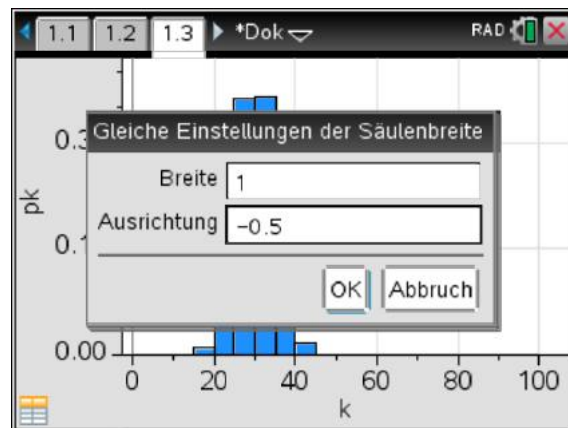 1.1 1.2 1.3 *Dok RAD
pk
0.3
Gleiche Einstellungen der Säulenbreite
Breite 1
Ausrichtung -0.5
0.1
OK Abbruch
0.00
0 20 40 60 80 100
k